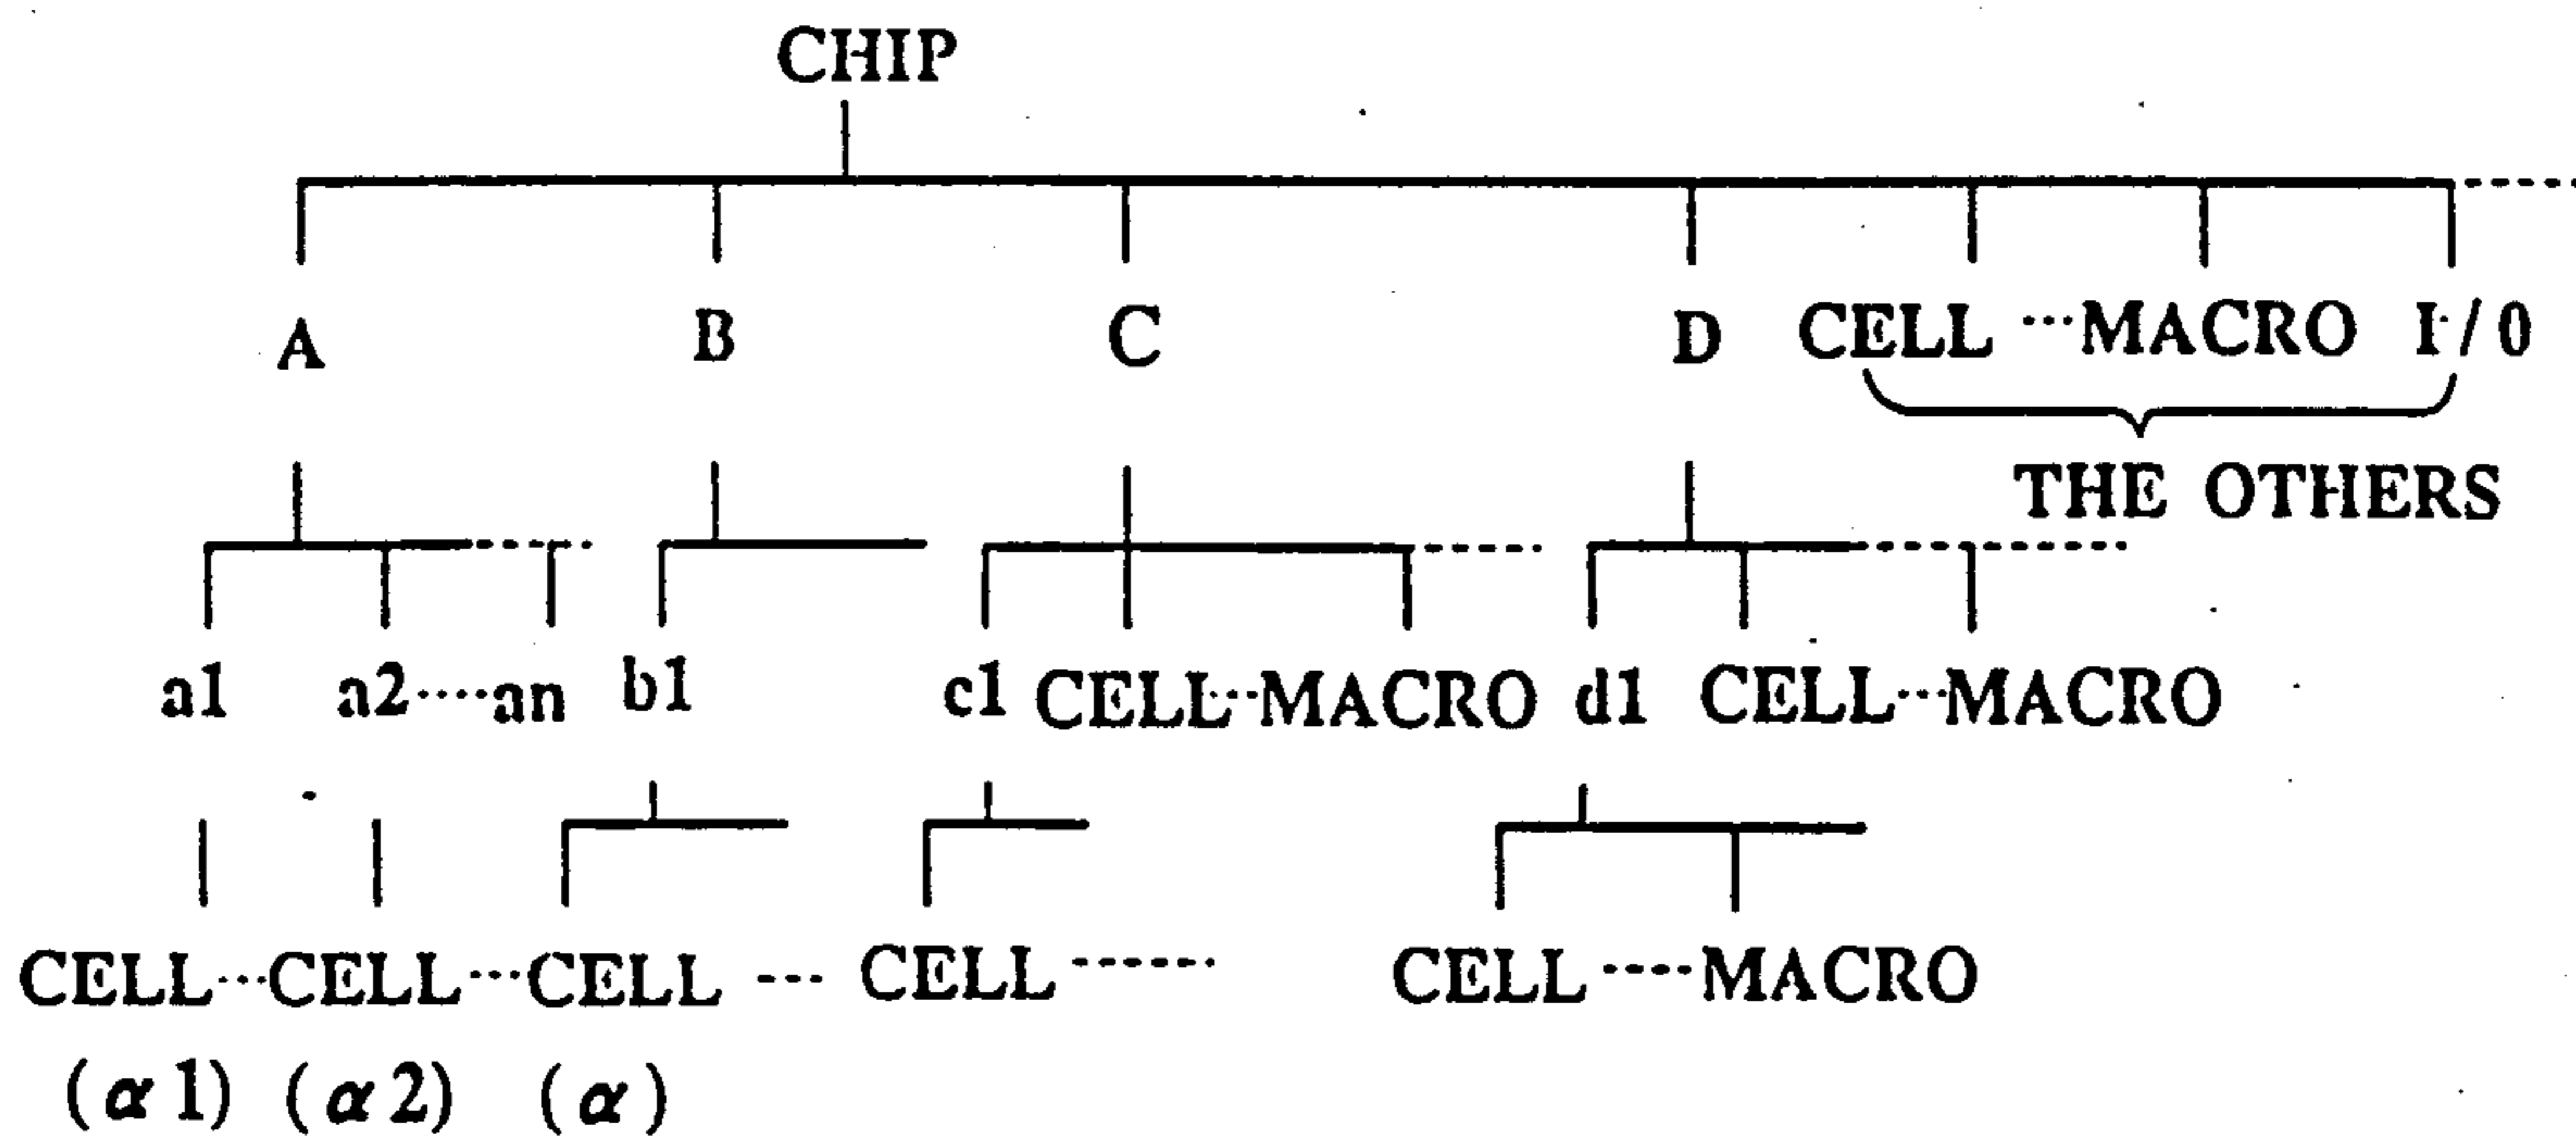 CHIP
A B C D CELL ···MACRO I/0
THE OTHERS
a1 a2····an b1 c1 CELL···MACRO d1 CELL···MACRO
CELL···CELL···CELL --- CELL ------ CELL ····MACRO
(α1) (α2) (α)